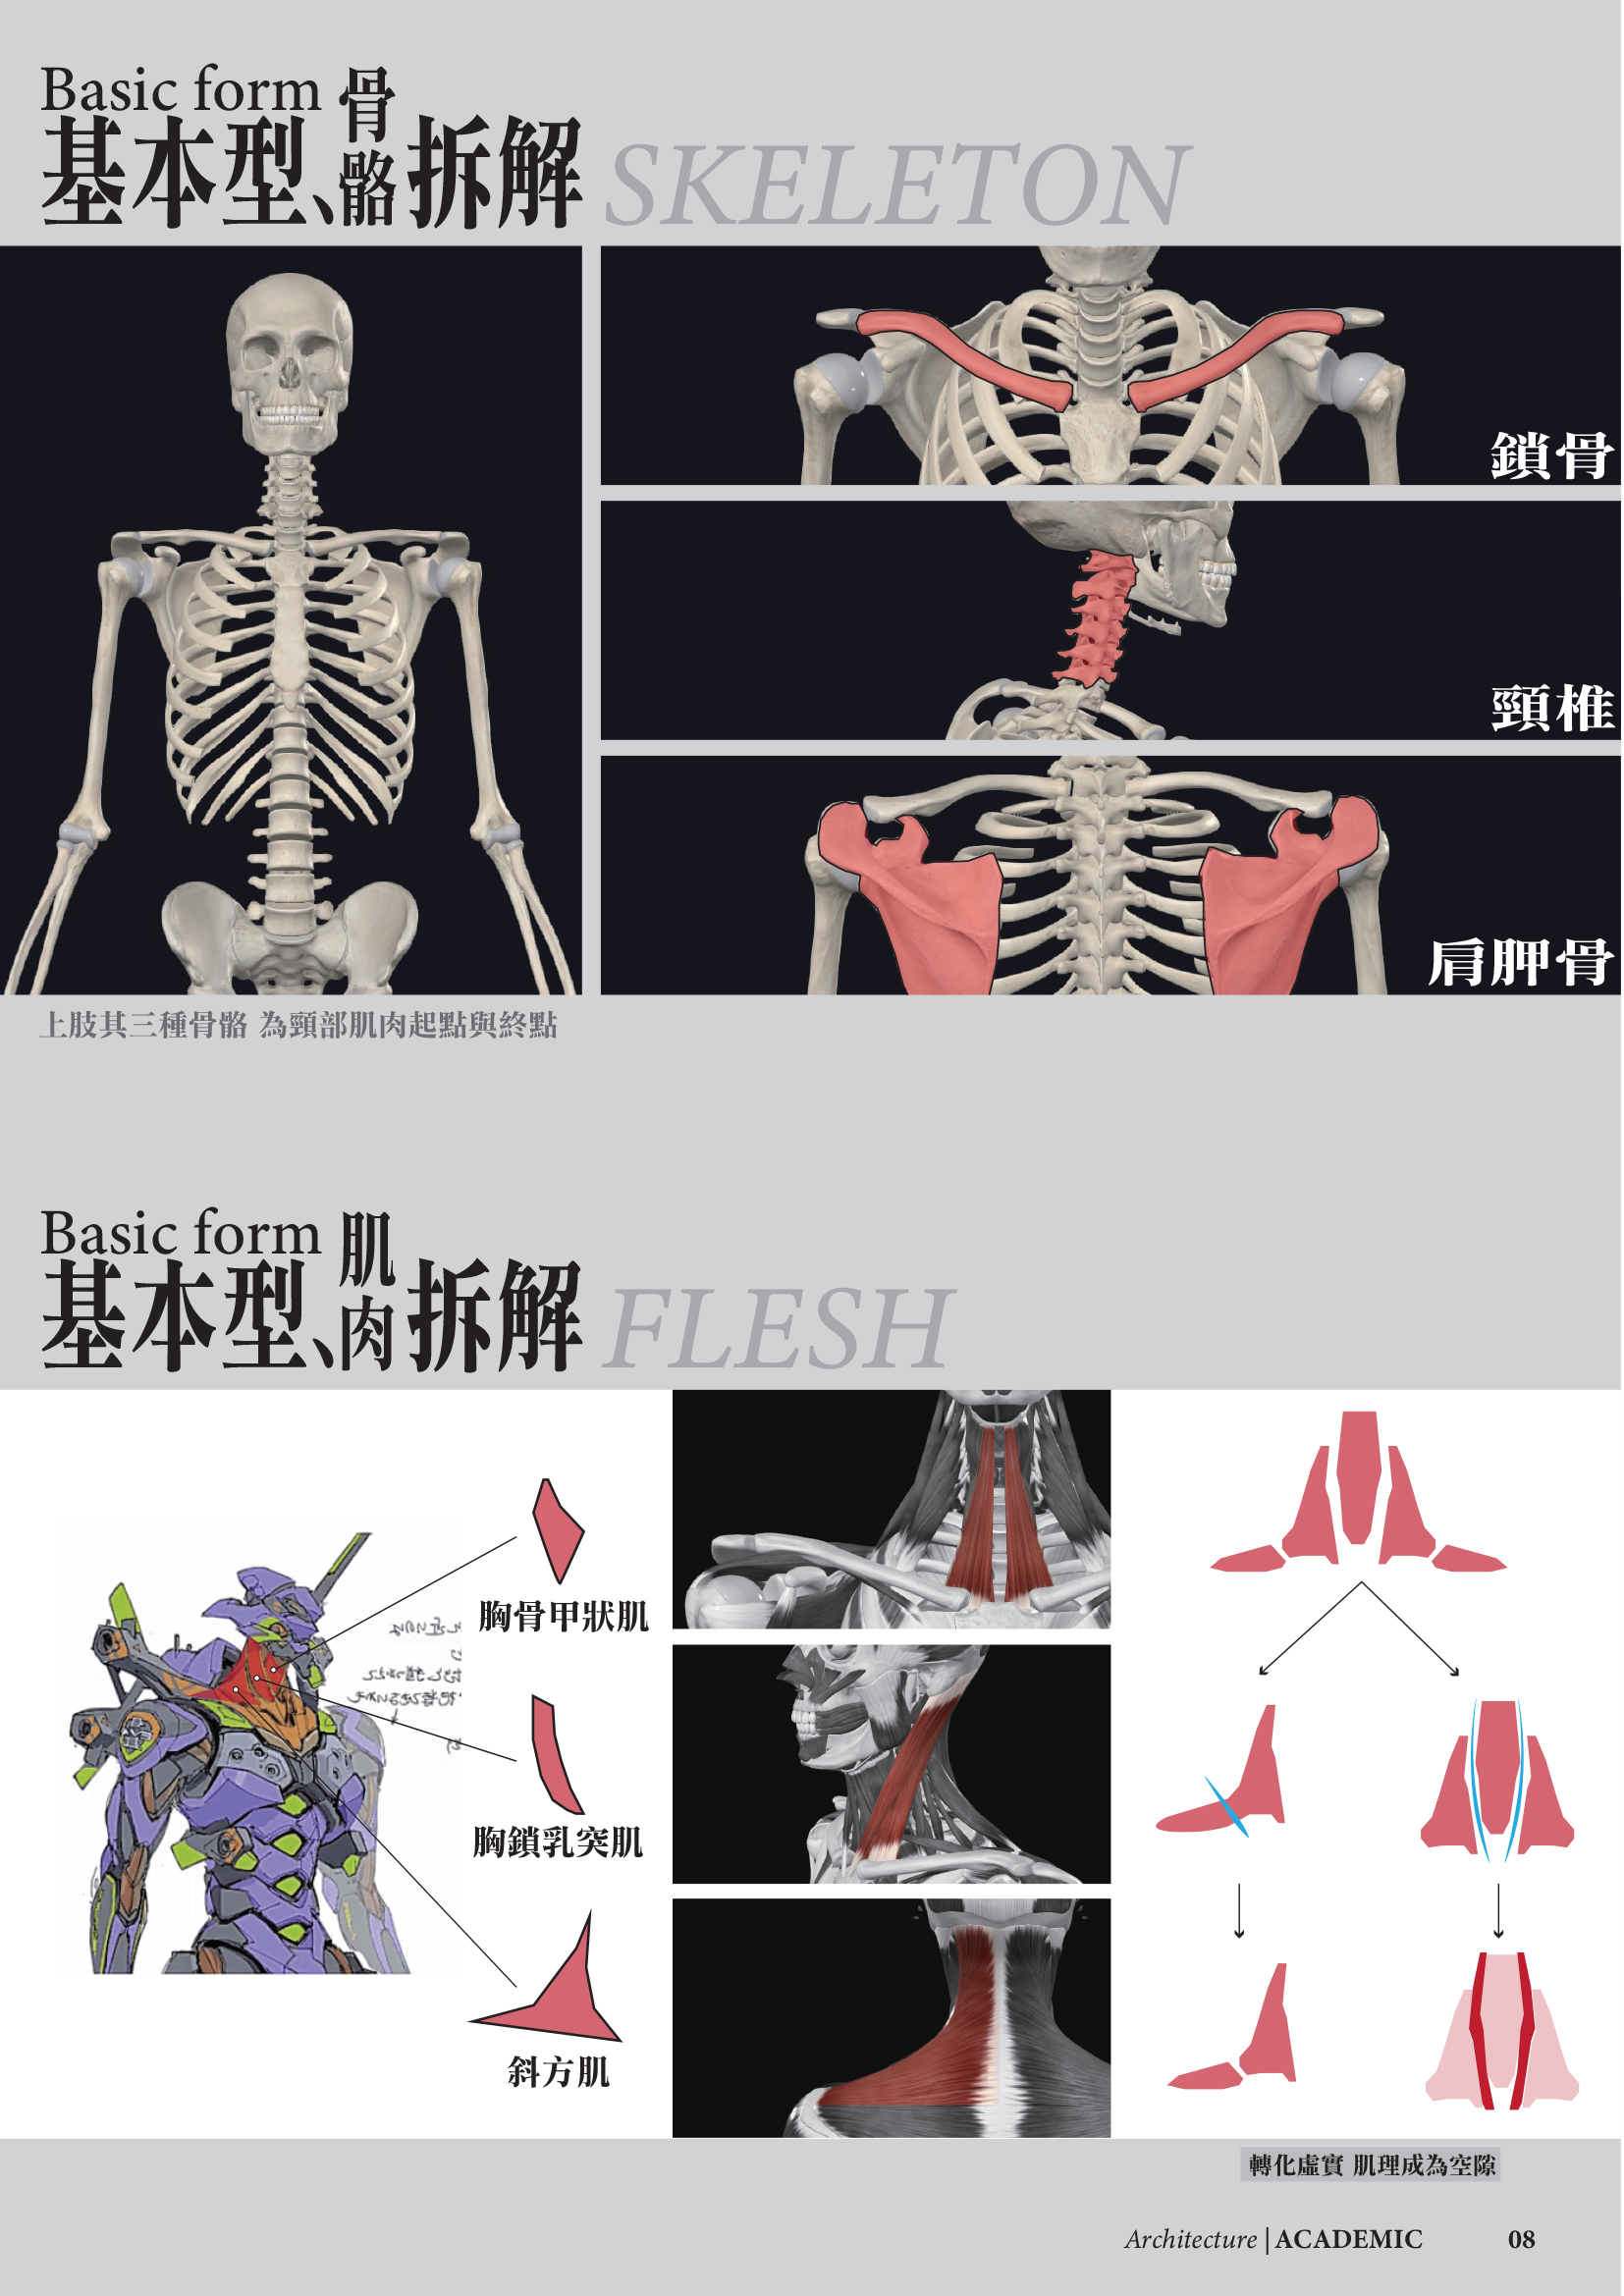 Basic form
基本型、骨骼拆解 SKELETON
鎖骨
頸椎
肩胛骨
上肢其三種骨骼 為頸部肌肉起點與終點
Basic form
基本型、肌肉拆解 FLESH
胸骨甲狀肌
胸鎖乳突肌
斜方肌
轉化虛實 肌理成為空隙
Architecture | ACADEMIC 08